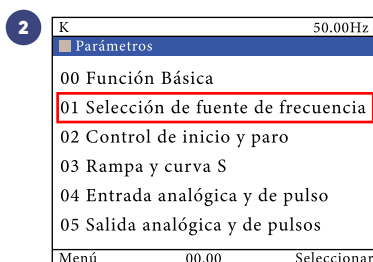 2
K 50.00Hz
Parámetros
00 Función Básica
01 Selección de fuente de frecuencia
02 Control de inicio y paro
03 Rampa y curva S
04 Entrada analógica y de pulso
05 Salida analógica y de pulsos
Menú 00.00 Seleccionar